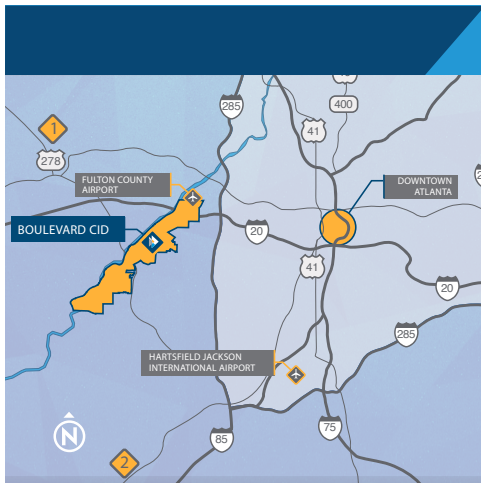 285
400
41
1
278
FULTON COUNTY
AIRPORT
DOWNTOWN
ATLANTA
BOULEVARD CID
20
41
20
285
HARTSFIELD JACKSON
INTERNATIONAL AIRPORT
N
85
75
2